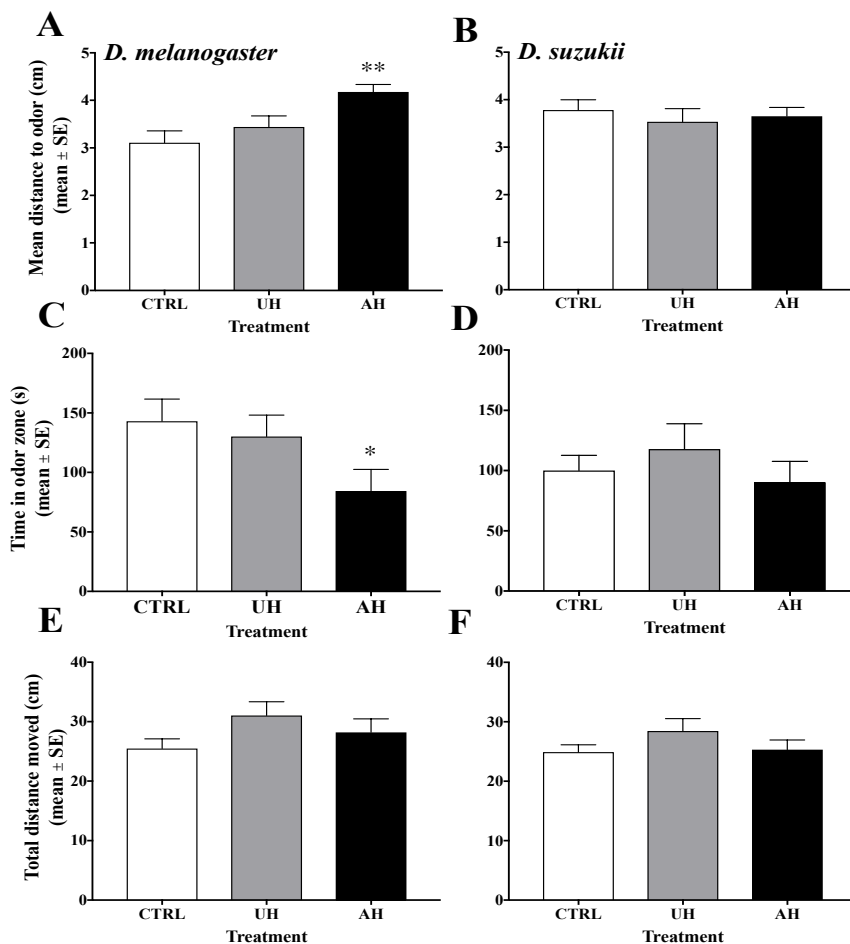 A
D. melanogaster
Mean distance to odor (cm)
(mean ± SE)
5
4
3
2
1
0
**
CTRL UH AH
Treatment
B
D. suzukii
5
4
3
2
1
0
CTRL UH AH
Treatment
C
Time in odor zone (s)
(mean ± SE)
200
150
100
50
0
*
CTRL UH AH
Treatment
D
200
150
100
50
0
CTRL UH AH
Treatment
E
Total distance moved (cm)
(mean ± SE)
40
30
20
10
0
CTRL UH AH
Treatment
F
40
30
20
10
0
CTRL UH AH
Treatment